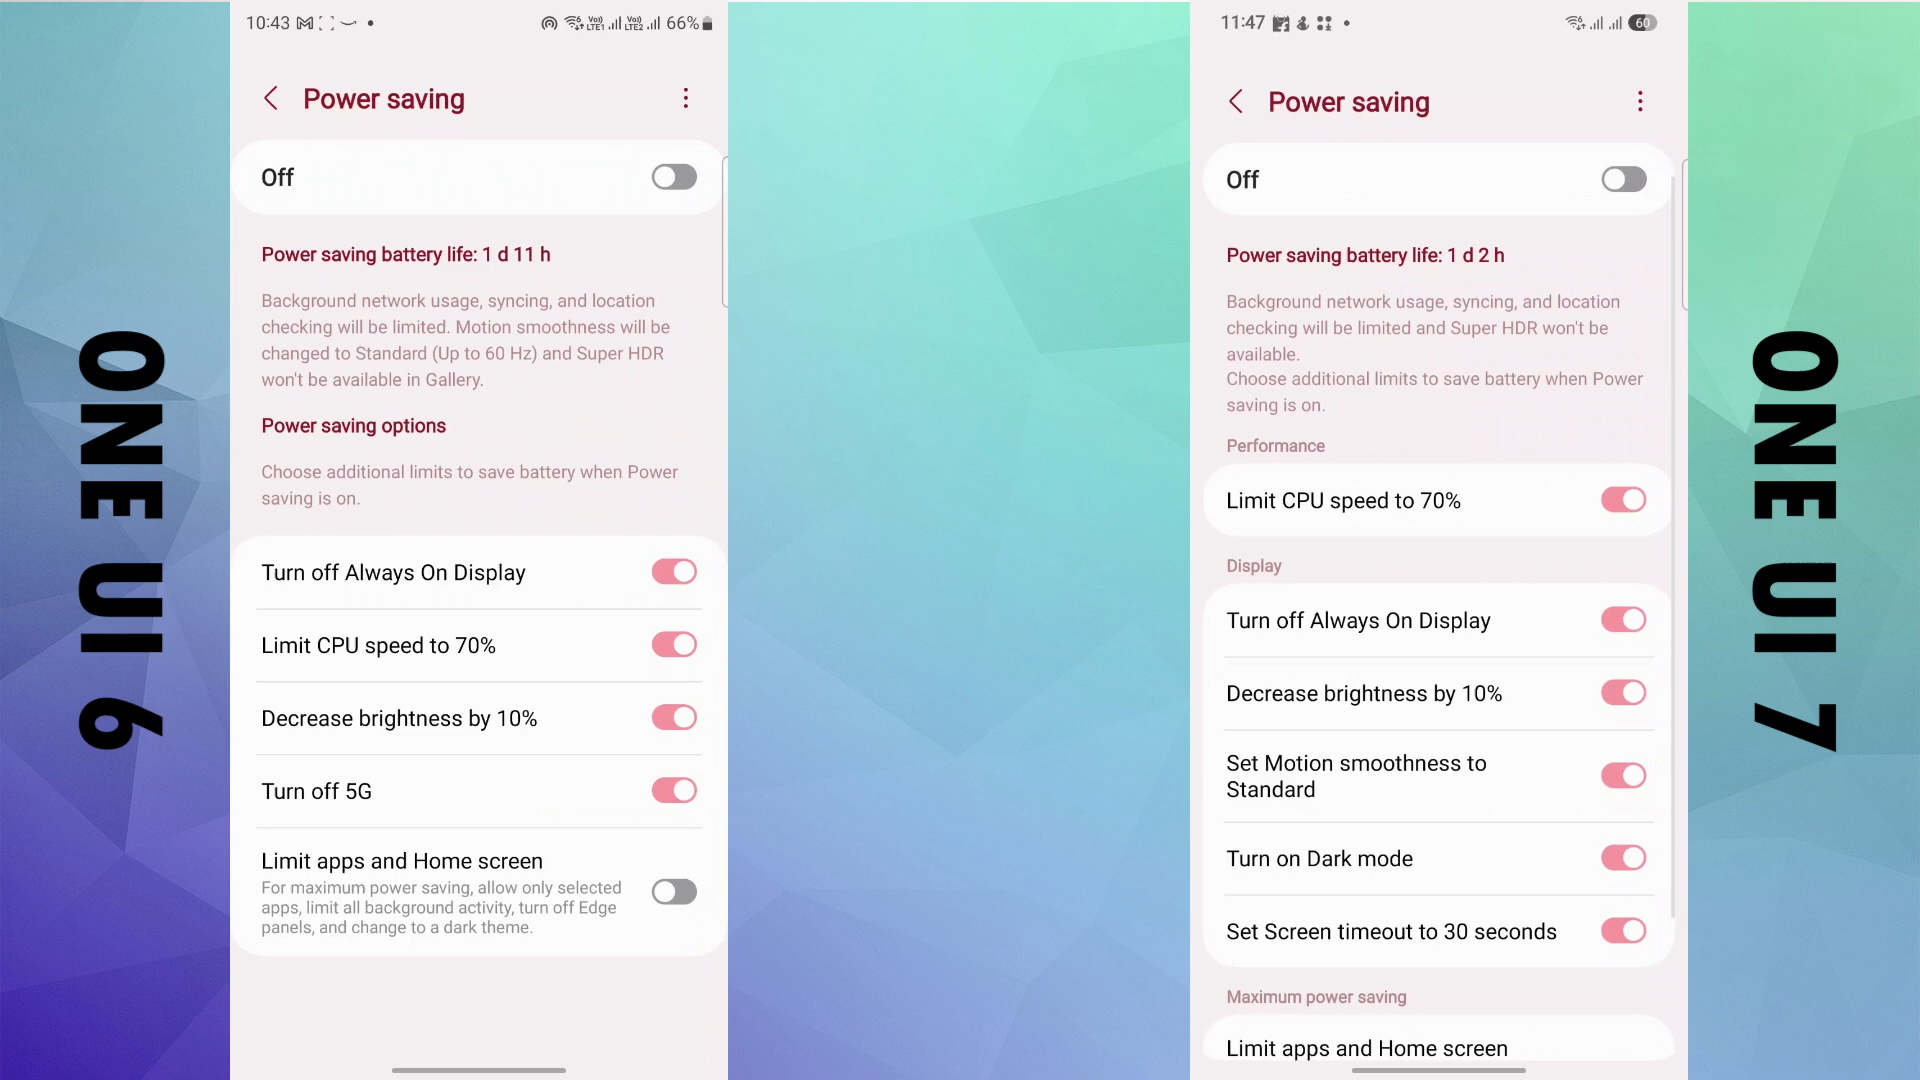 ONE UI 6
10:43
Vo)) LTE1 Vo)) LTE2 66%
Power saving
Off
Power saving battery life: 1 d 11 h
Background network usage, syncing, and location
checking will be limited. Motion smoothness will be
changed to Standard (Up to 60 Hz) and Super HDR
won't be available in Gallery.
Power saving options
Choose additional limits to save battery when Power
saving is on.
Turn off Always On Display
Limit CPU speed to 70%
Decrease brightness by 10%
Turn off 5G
Limit apps and Home screen
For maximum power saving, allow only selected
apps, limit all background activity, turn off Edge
panels, and change to a dark theme.
11:47
60
Power saving
Off
Power saving battery life: 1 d 2 h
Background network usage, syncing, and location
checking will be limited and Super HDR won't be
available.
Choose additional limits to save battery when Power
saving is on.
Performance
Limit CPU speed to 70%
Display
Turn off Always On Display
Decrease brightness by 10%
Set Motion smoothness to
Standard
Turn on Dark mode
Set Screen timeout to 30 seconds
Maximum power saving
Limit apps and Home screen
ONE UI 7